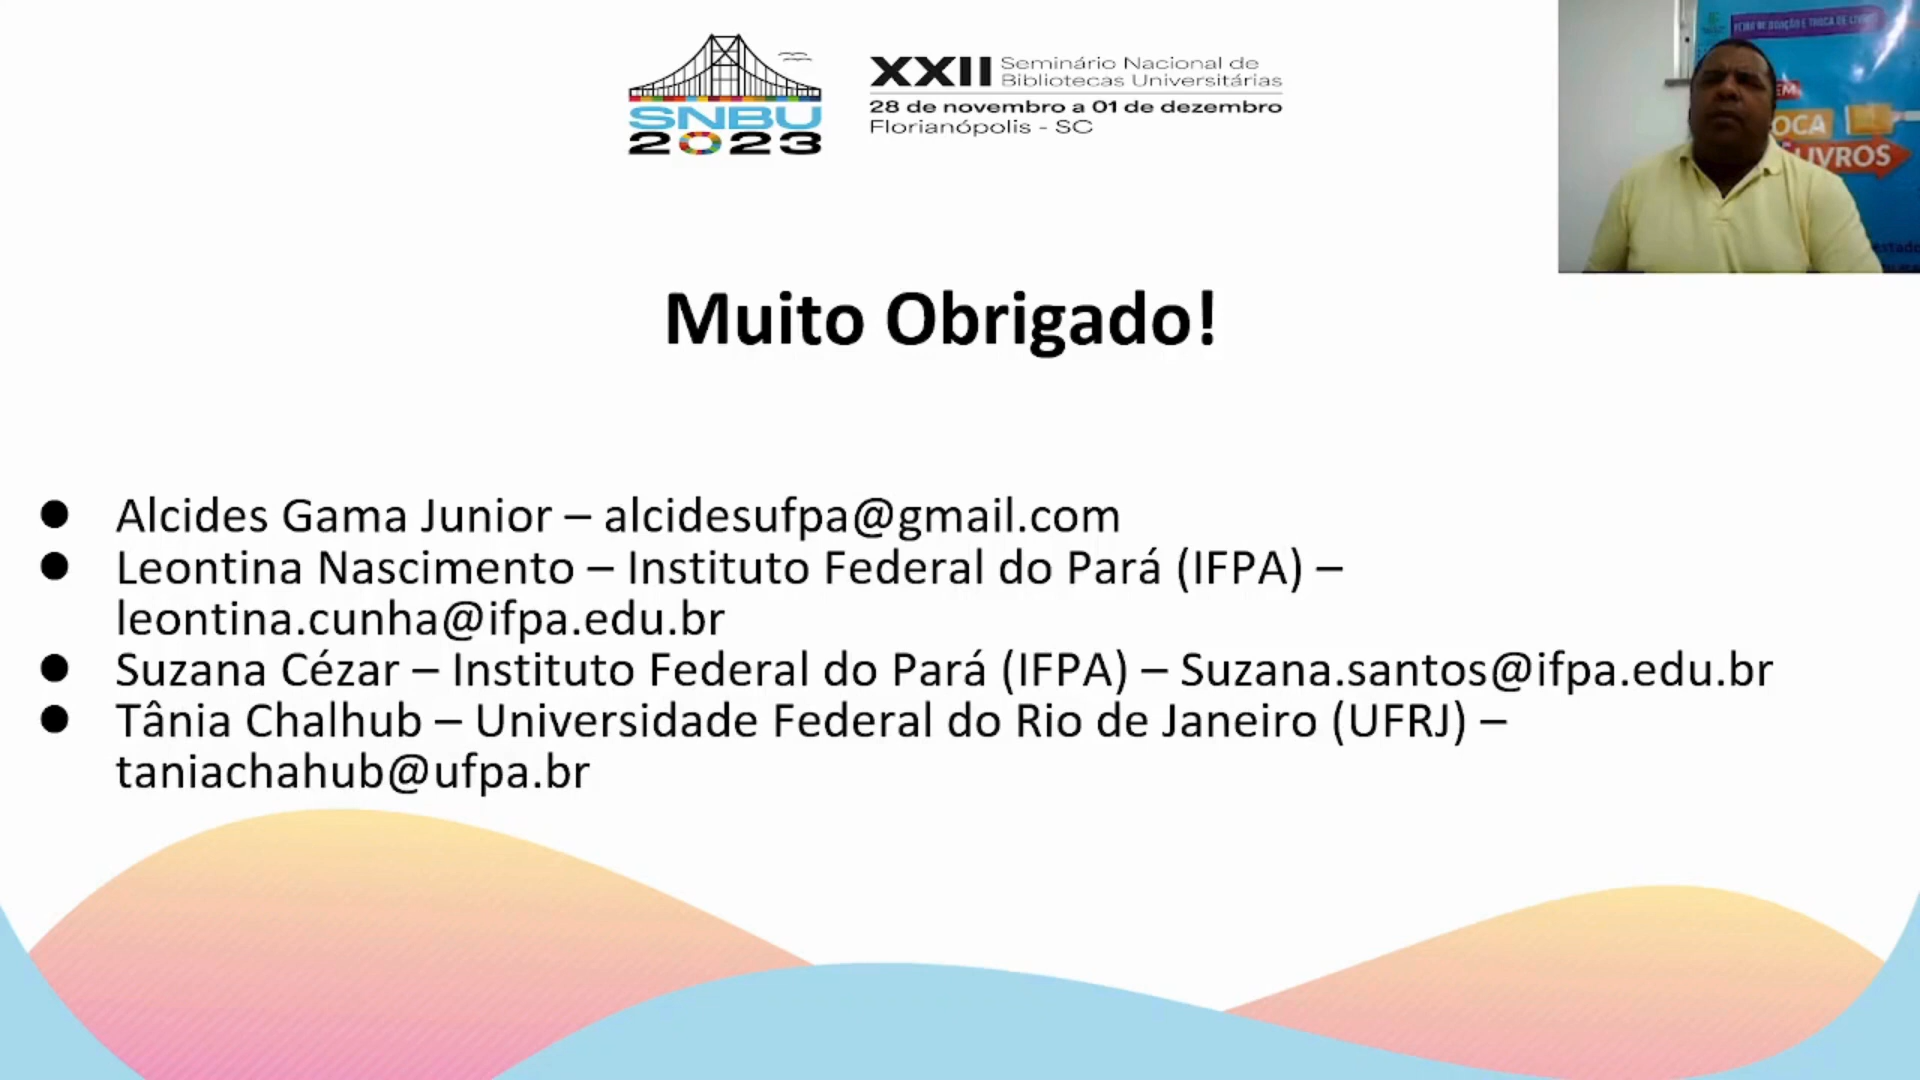 SNBU
2023
XXII Seminário Nacional de
Bibliotecas Universitárias
28 de novembro a 01 de dezembro
Florianópolis - SC
OCA
LIVROS
Muito Obrigado!
● Alcides Gama Junior – alcidesufpa@gmail.com
● Leontina Nascimento – Instituto Federal do Pará (IFPA) –
leontina.cunha@ifpa.edu.br
● Suzana Cézar – Instituto Federal do Pará (IFPA) – Suzana.santos@ifpa.edu.br
● Tânia Chalhub – Universidade Federal do Rio de Janeiro (UFRJ) –
taniachahub@ufpa.br